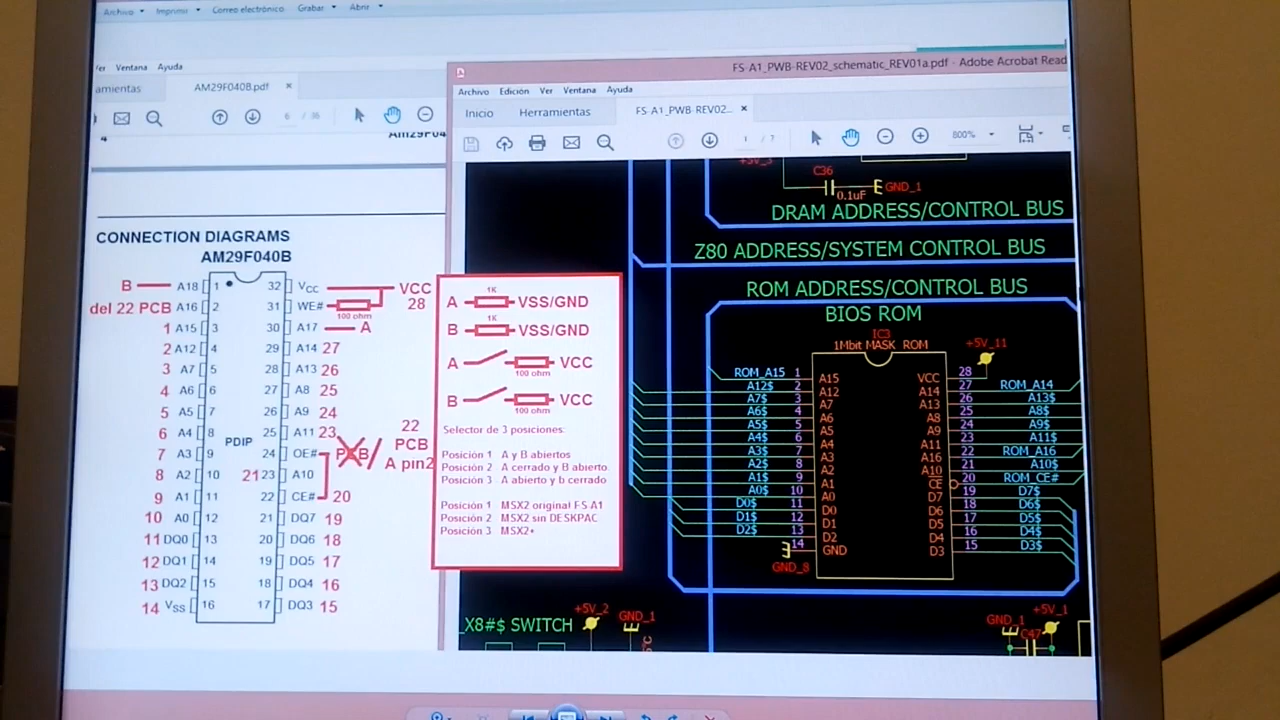 Archivo Imprimir Correo electrónico Grabar Abrir
Ver Ventana Ayuda
amientas AM29F040B.pdf ×
6 / 36
4
CONNECTION DIAGRAMS
AM29F040B
B A18 1 32 VCC VCC
del 22 PCB A16 2 31 WE# 28
100 ohm
1 A15 3 30 A17 A
2 A12 4 29 A14 27
3 A7 5 28 A13 26
4 A6 6 27 A8 25
5 A5 7 26 A9 24
6 A4 8 25 A11 23
PDIP
7 A3 9 24 OE#
22
PCB
A pin2
8 A2 10 21 23 A10
9 A1 11 22 CE# 20
10 A0 12 21 DQ7 19
11 DQ0 13 20 DQ6 18
12 DQ1 14 19 DQ5 17
13 DQ2 15 18 DQ4 16
14 VSS 16 17 DQ3 15
1K
A VSS/GND
1K
B VSS/GND
A VCC
100 ohm
B VCC
100 ohm
Selector de 3 posiciones:
Posición 1 A y B abiertos
Posición 2 A cerrado y B abierto
Posición 3 A abierto y b cerrado
Posición 1 MSX2 original FS A1
Posición 2 MSX2 sin DESKPAC
Posición 3 MSX2+
FS-A1_PWB-REV02_schematic_REV01a.pdf - Adobe Acrobat Read
Archivo Edición Ver Ventana Ayuda
Inicio Herramientas FS-A1_PWB-REV02... ×
1 / 7 800%
+5V_3
C36
0.1uF GND_1
DRAM ADDRESS/CONTROL BUS
Z80 ADDRESS/SYSTEM CONTROL BUS
ROM ADDRESS/CONTROL BUS
BIOS ROM
IC3
1Mbit MASK ROM
+5V_11
ROM_A15 1 A15 VCC 28
A12$ 2 A12 A14 27 ROM_A14
A7$ 3 A7 A13 26 A13$
A6$ 4 A6 A8 25 A8$
A5$ 5 A5 A9 24 A9$
A4$ 6 A4 A11 23 A11$
A3$ 7 A3 A16 22 ROM_A16
A2$ 8 A2 A10 21 A10$
A1$ 9 A1 CE 20 ROM_CE#
A0$ 10 A0 D7 19 D7$
D0$ 11 D0 D6 18 D6$
D1$ 12 D1 D5 17 D5$
D2$ 13 D2 D4 16 D4$
14 GND D3 15 D3$
GND_8
_X8#$ SWITCH +5V_2 GND_1
GND_1 +5V_1
C47